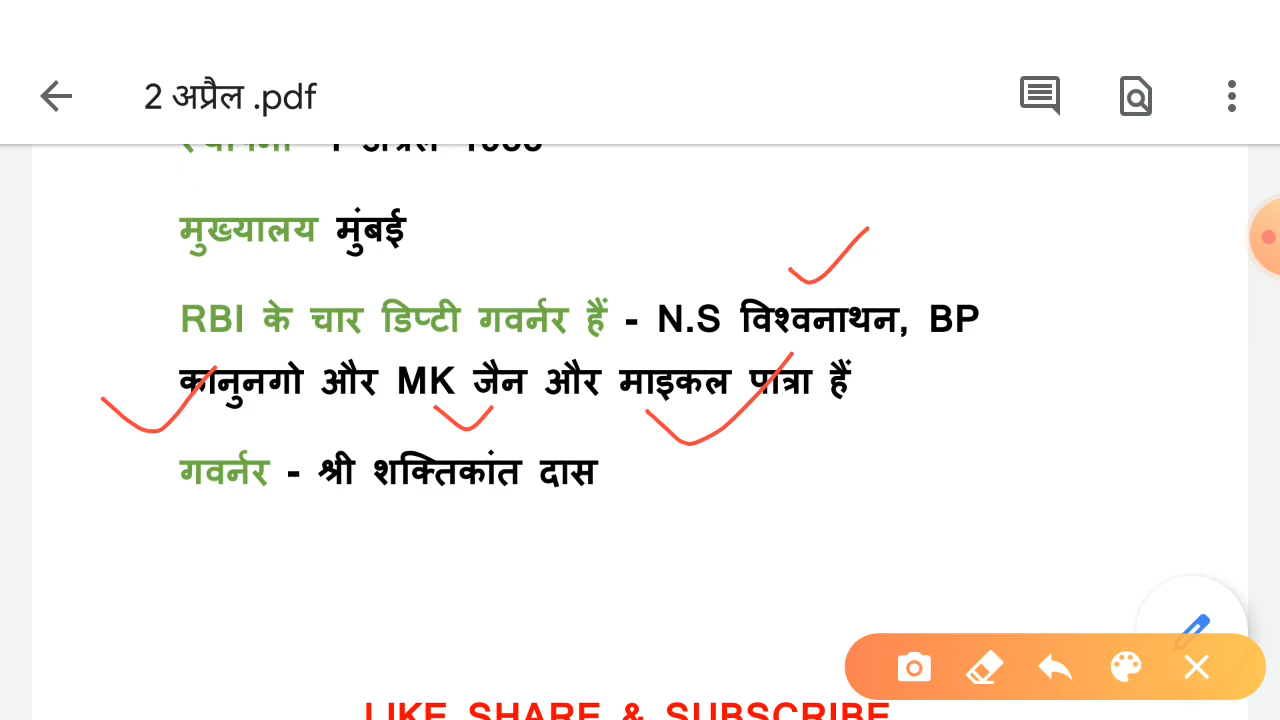 2 अप्रैल .pdf
मुख्यालय मुंबई
RBI के चार डिप्टी गवर्नर हैं - N.S विश्वनाथन, BP
कानुनगो और MK जैन और माइकल पात्रा हैं
गवर्नर - श्री शक्तिकांत दास
LIKE SHARE & SUBSCRIBE